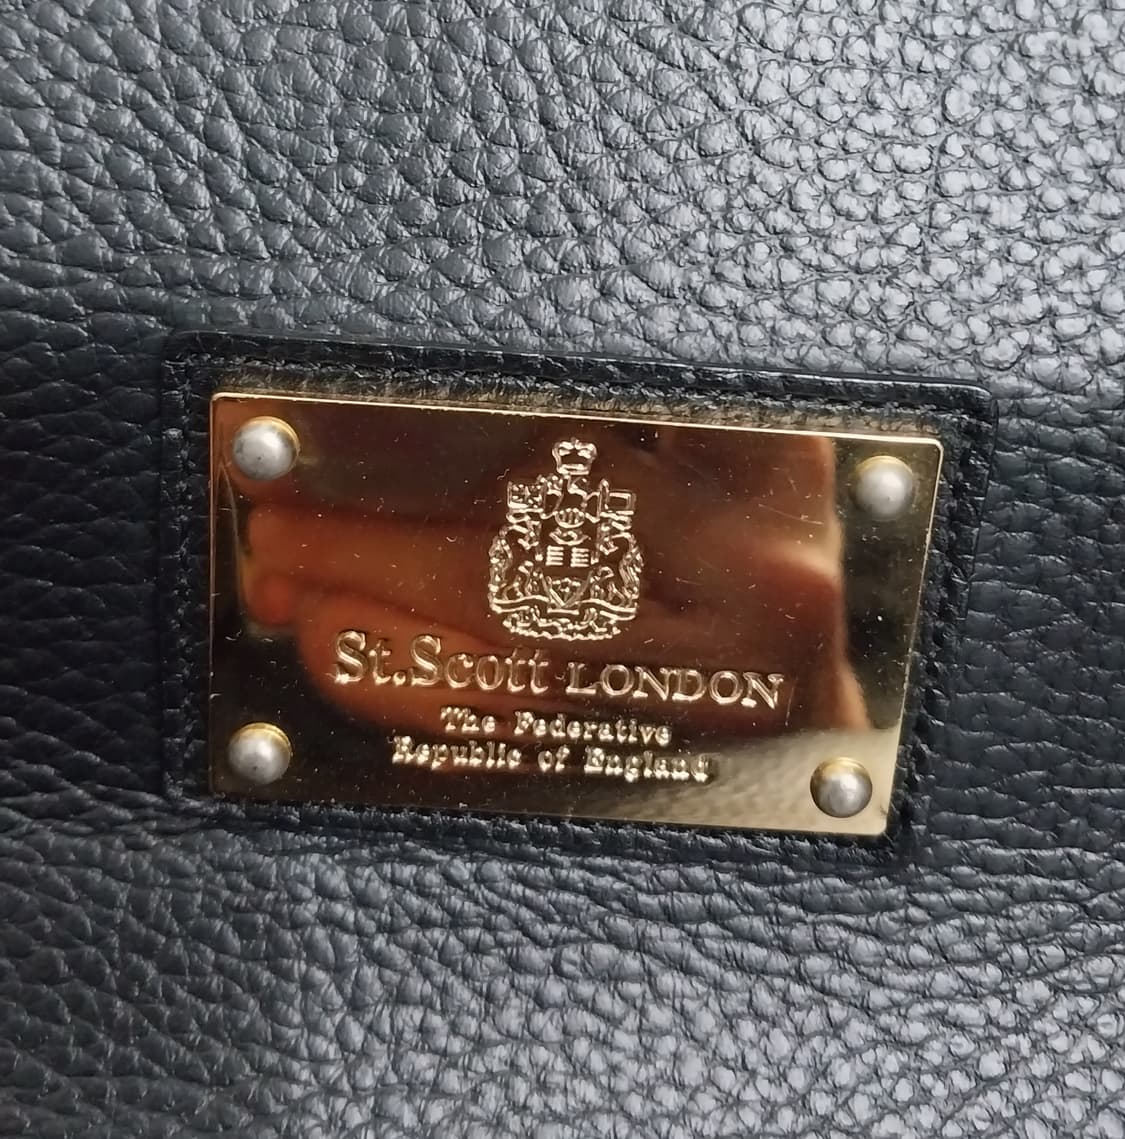 St.Scott LONDON
The Federative
Republic of England